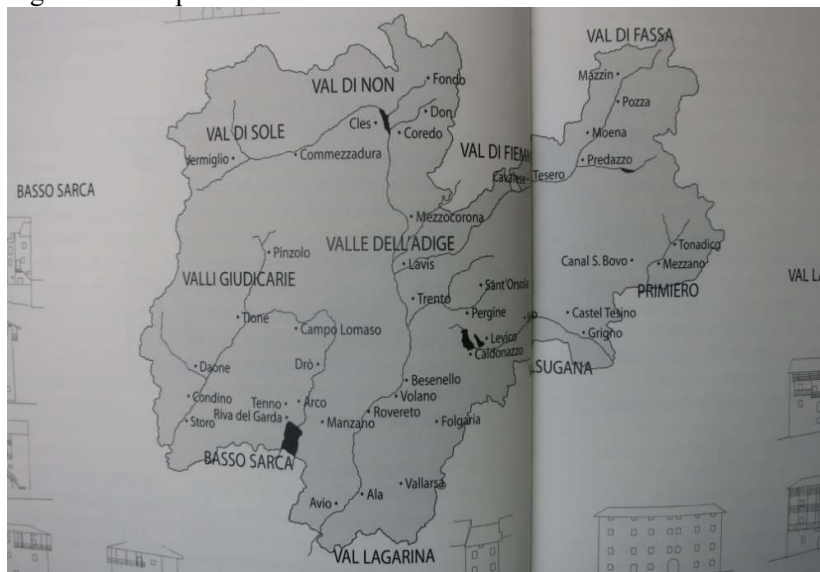 VAL DI FASSA
Mazzin
Pozza
Moena
Predazzo
VAL DI NON
Fondo
Don
Cles
Coredo
VAL DI SOLE
Vermiglio
Commezzadura
VAL DI FIEM
Cavalese
Tesero
BASSO SARCA
Mezzocorona
VALLE DELL'ADIGE
Lavis
Pinzolo
VALLI GIUDICARIE
Tonadico
Canal S. Bovo
Mezzano
PRIMIERO
VAL LA
Sant'Orsola
Trento
Pergine
Castel Tesino
Grigno
Levico
Caldonazzo
SUGANA
Tione
Campo Lomaso
Daone
Drò
Besenello
Condino
Tenno
Arco
Volano
Riva del Garda
Rovereto
Storo
Manzano
Folgaria
BASSO SARCA
Vallarsa
Avio
Ala
VAL LAGARINA